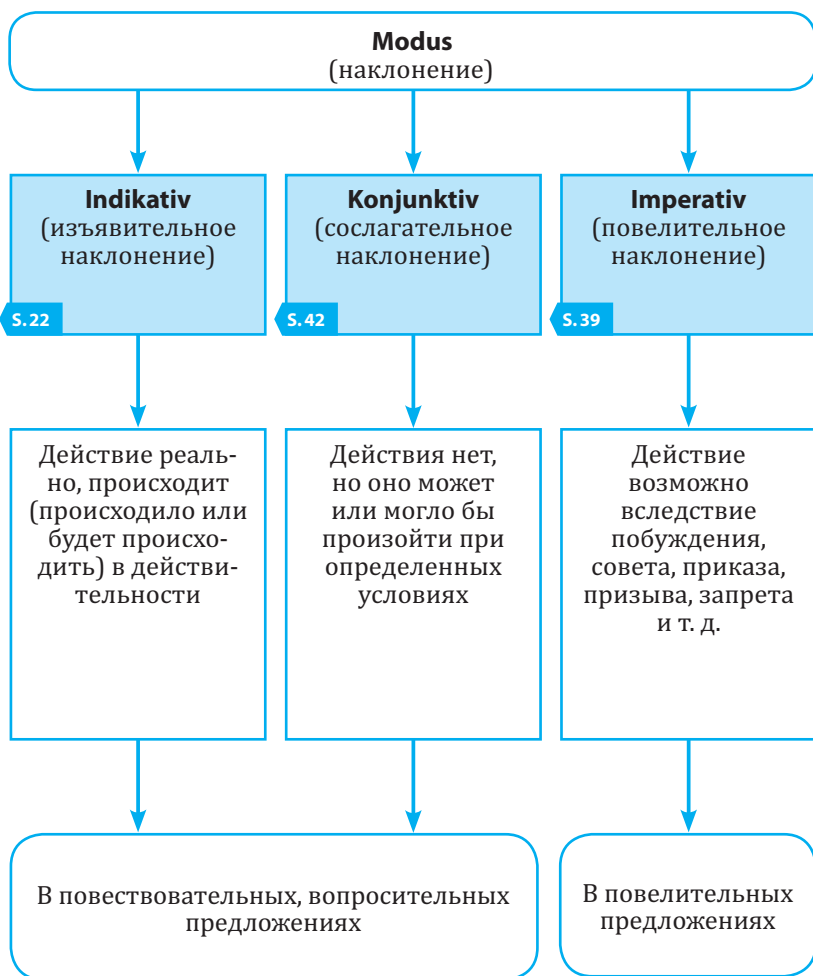 Modus
(наклонение)
Indikativ
(изъявительное
наклонение)
S. 22
Konjunktiv
(сослагательное
наклонение)
S. 42
Imperativ
(повелительное
наклонение)
S. 39
Действие реаль-
но, происходит
(происходило или
будет происхо-
дить) в действи-
тельности
Действия нет,
но оно может
или могло бы
произойти при
определенных
условиях
Действие
возможно
вследствие
побуждения,
совета, приказа,
призыва, запрета
и т. д.
В повествовательных, вопросительных
предложениях
В повелительных
предложениях